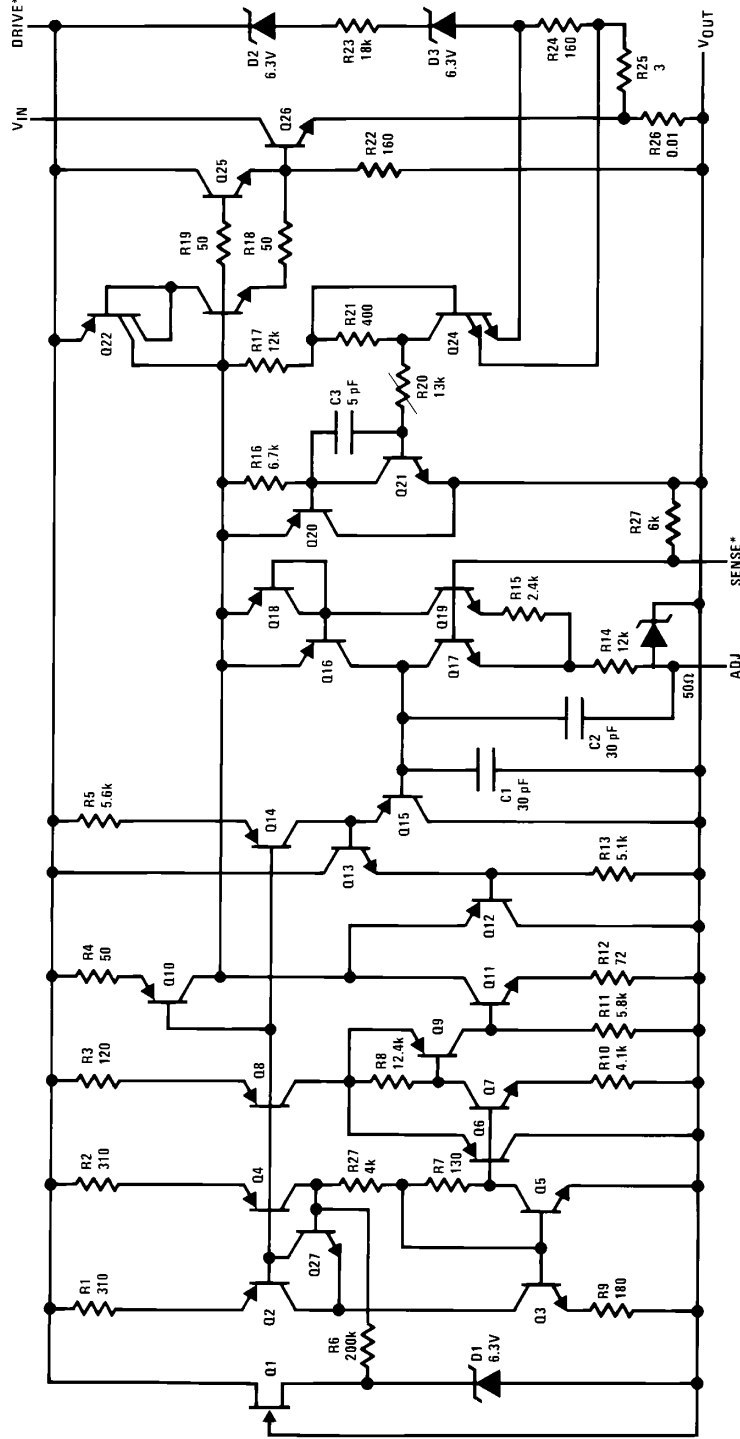 DRIVE*
VIN
VOUT
D2
6.3V
R23
18k
D3
6.3V
R24
160
R25
3
R26
0.01
Q26
Q25
R22
160
R19
50
R18
50
Q22
R17
12k
R21
400
Q24
R20
13k
C3
5 pF
R16
6.7k
Q21
Q20
R27
6k
SENSE*
Q18
Q16
Q19
R15
2.4k
Q17
R14
12k
50Ω
ADJ
C2
30 pF
C1
30 pF
R5
5.6k
Q14
Q15
Q13
R13
5.1k
Q12
R4
50
Q10
Q11
R12
72
R11
5.8k
Q9
R3
120
Q8
R8
12.4k
Q7
R10
4.1k
Q6
R2
310
Q4
R27
4k
R7
130
Q5
Q27
R1
310
Q2
Q3
R9
180
R6
200k
Q1
D1
6.3V